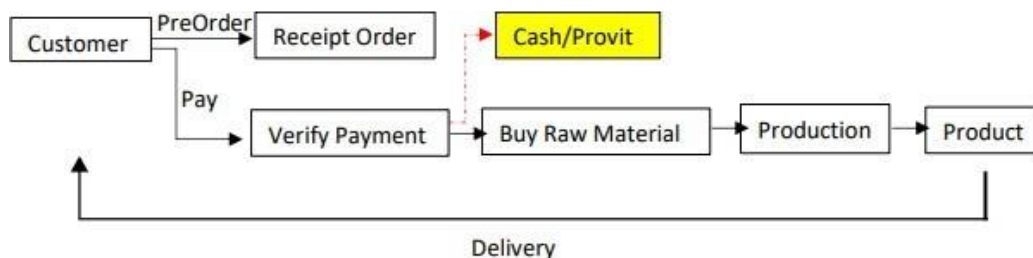 PreOrder
Customer
Receipt Order
Cash/Provit
Pay
Verify Payment
Buy Raw Material
Production
Product
Delivery